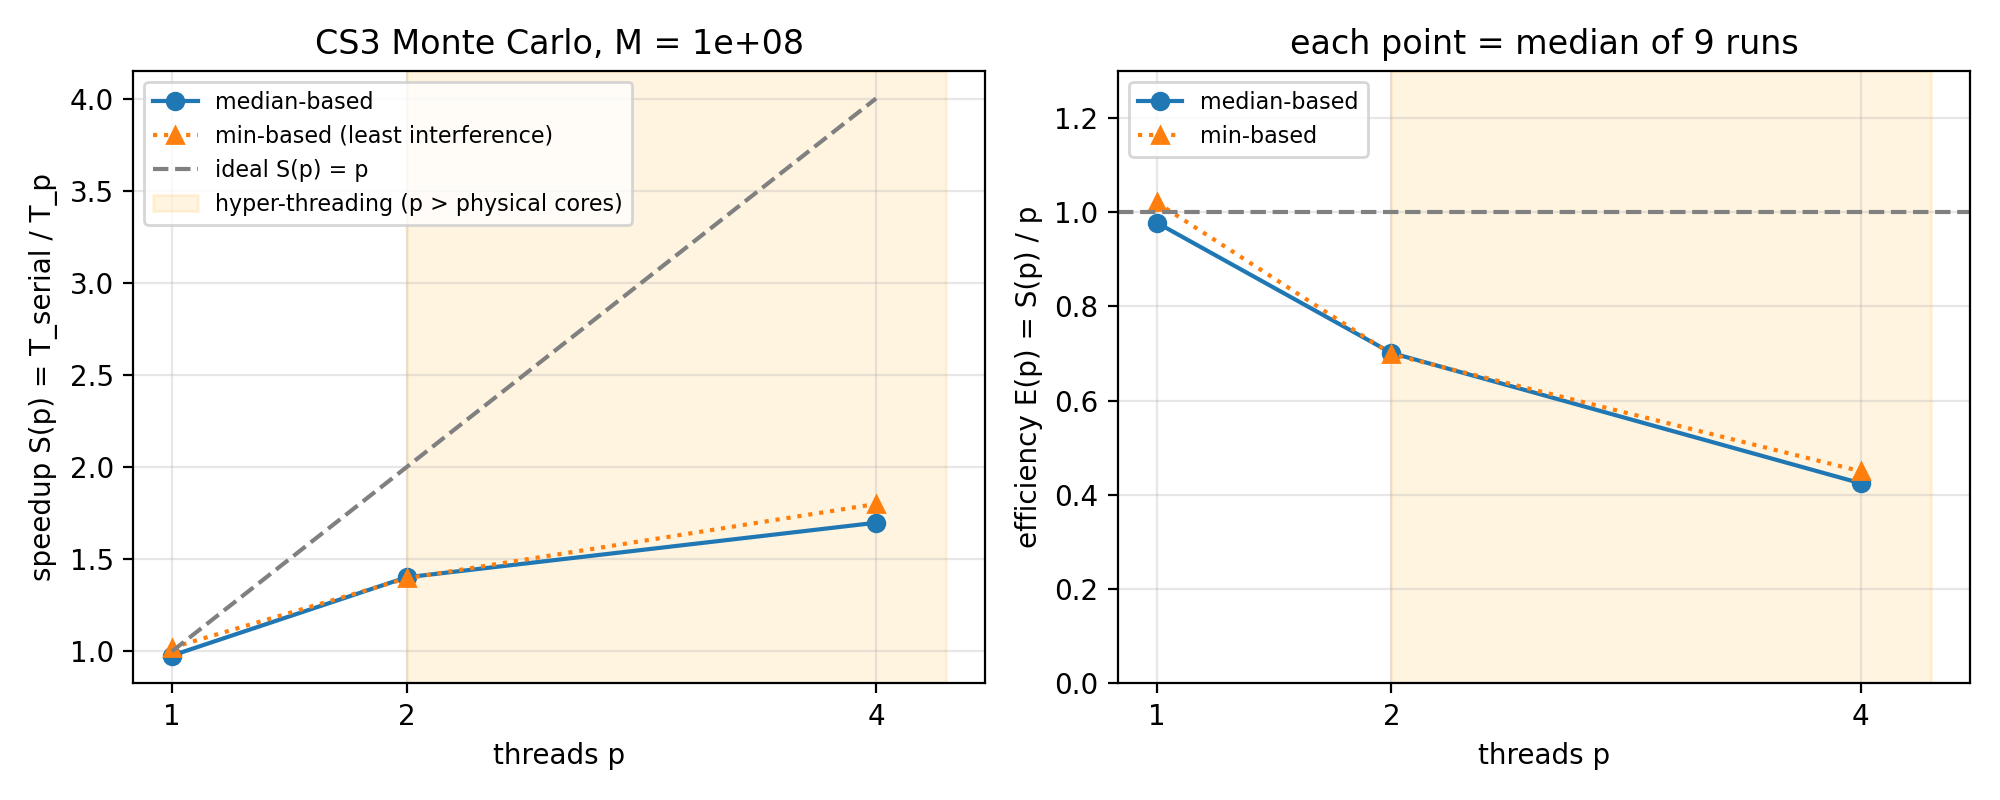 CS3 Monte Carlo, M = 1e+08
speedup S(p) = T_serial / T_p
4.0
3.5
3.0
2.5
2.0
1.5
1.0
median-based
min-based (least interference)
ideal S(p) = p
hyper-threading (p > physical cores)
1
2
4
threads p
each point = median of 9 runs
efficiency E(p) = S(p) / p
1.2
1.0
0.8
0.6
0.4
0.2
0.0
median-based
min-based
1
2
4
threads p